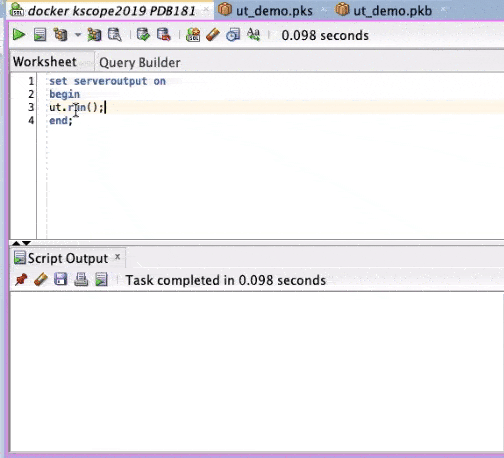 docker kscope2019 PDB181 ut_demo.pks ut_demo.pkb
0.098 seconds
Worksheet Query Builder
1 set serveroutput on
2 begin
3 ut.run();
4 end;
Script Output ×
Task completed in 0.098 seconds